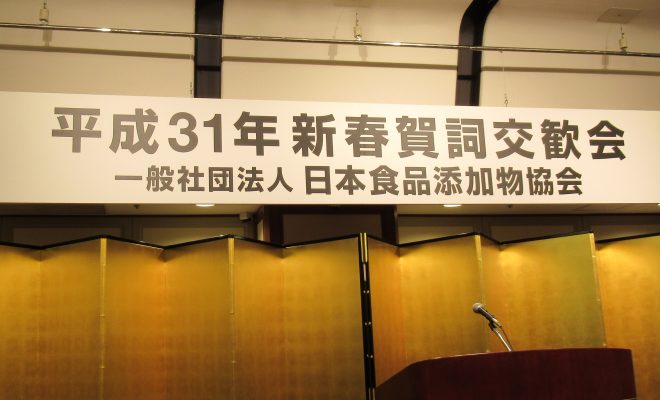 平成31年 新春賀詞交歓会
一般社団法人 日本食品添加物協会